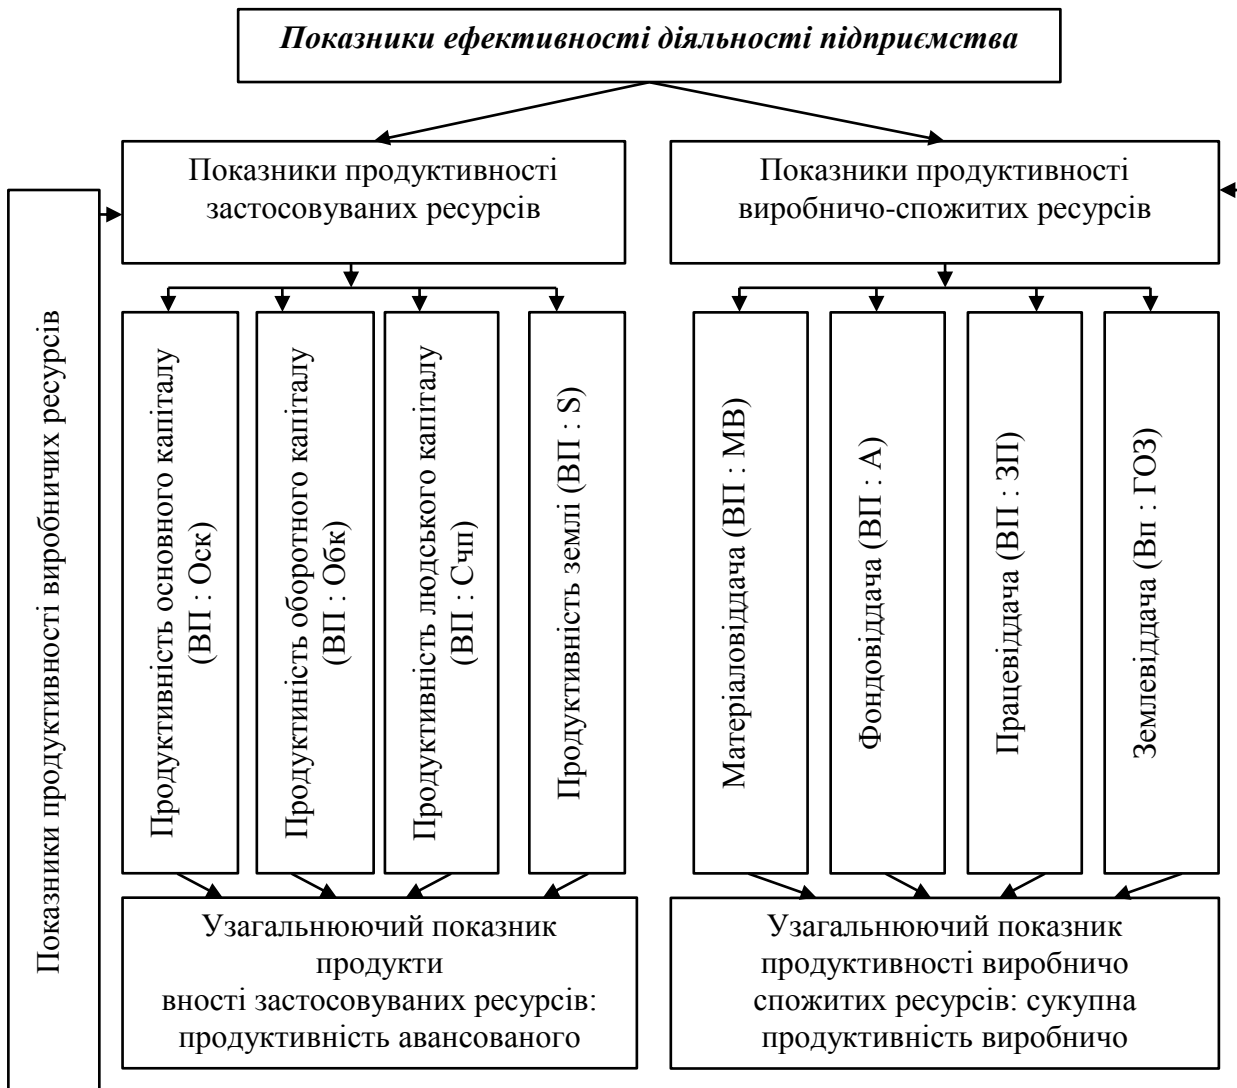 Показники ефективності діяльності підприємства
Показники продуктивності
застосовуваних ресурсів
Показники продуктивності
виробничо-спожитих ресурсів
Показники продуктивності виробничих ресурсів
Продуктивність основного капіталу
(ВП : Оск)
Продуктиність оборотного капіталу
(ВП : Обк)
Продуктивність людського капіталу
(ВП : Счп)
Продуктивність землі (ВП : S)
Матеріаловіддача (ВП : МВ)
Фондовіддача (ВП : А)
Працевіддача (ВП : ЗП)
Землевіддача (Вп : ГОЗ)
Узагальнюючий показник
продукти
вності застосовуваних ресурсів:
продуктивність авансованого
Узагальнюючий показник
продуктивності виробничо
спожитих ресурсів: сукупна
продуктивність виробничо